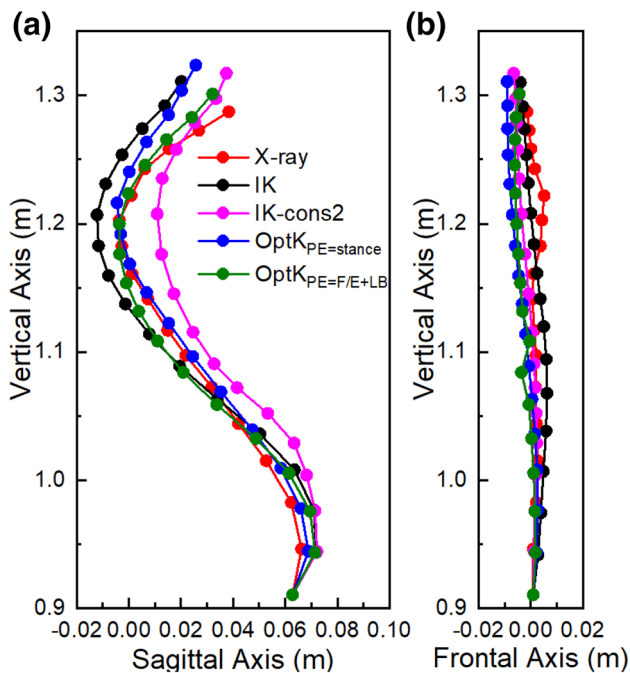 (a)
(b)
Vertical Axis (m)
1.3
1.2
1.1
1.0
0.9
X-ray
IK
IK-cons2
OptK_PE=stance
OptK_PE=F/E+LB
-0.02 0.00 0.02 0.04 0.06 0.08 0.10
Sagittal Axis (m)
Vertical Axis (m)
1.3
1.2
1.1
1.0
0.9
-0.02 0.00 0.02
Frontal Axis (m)